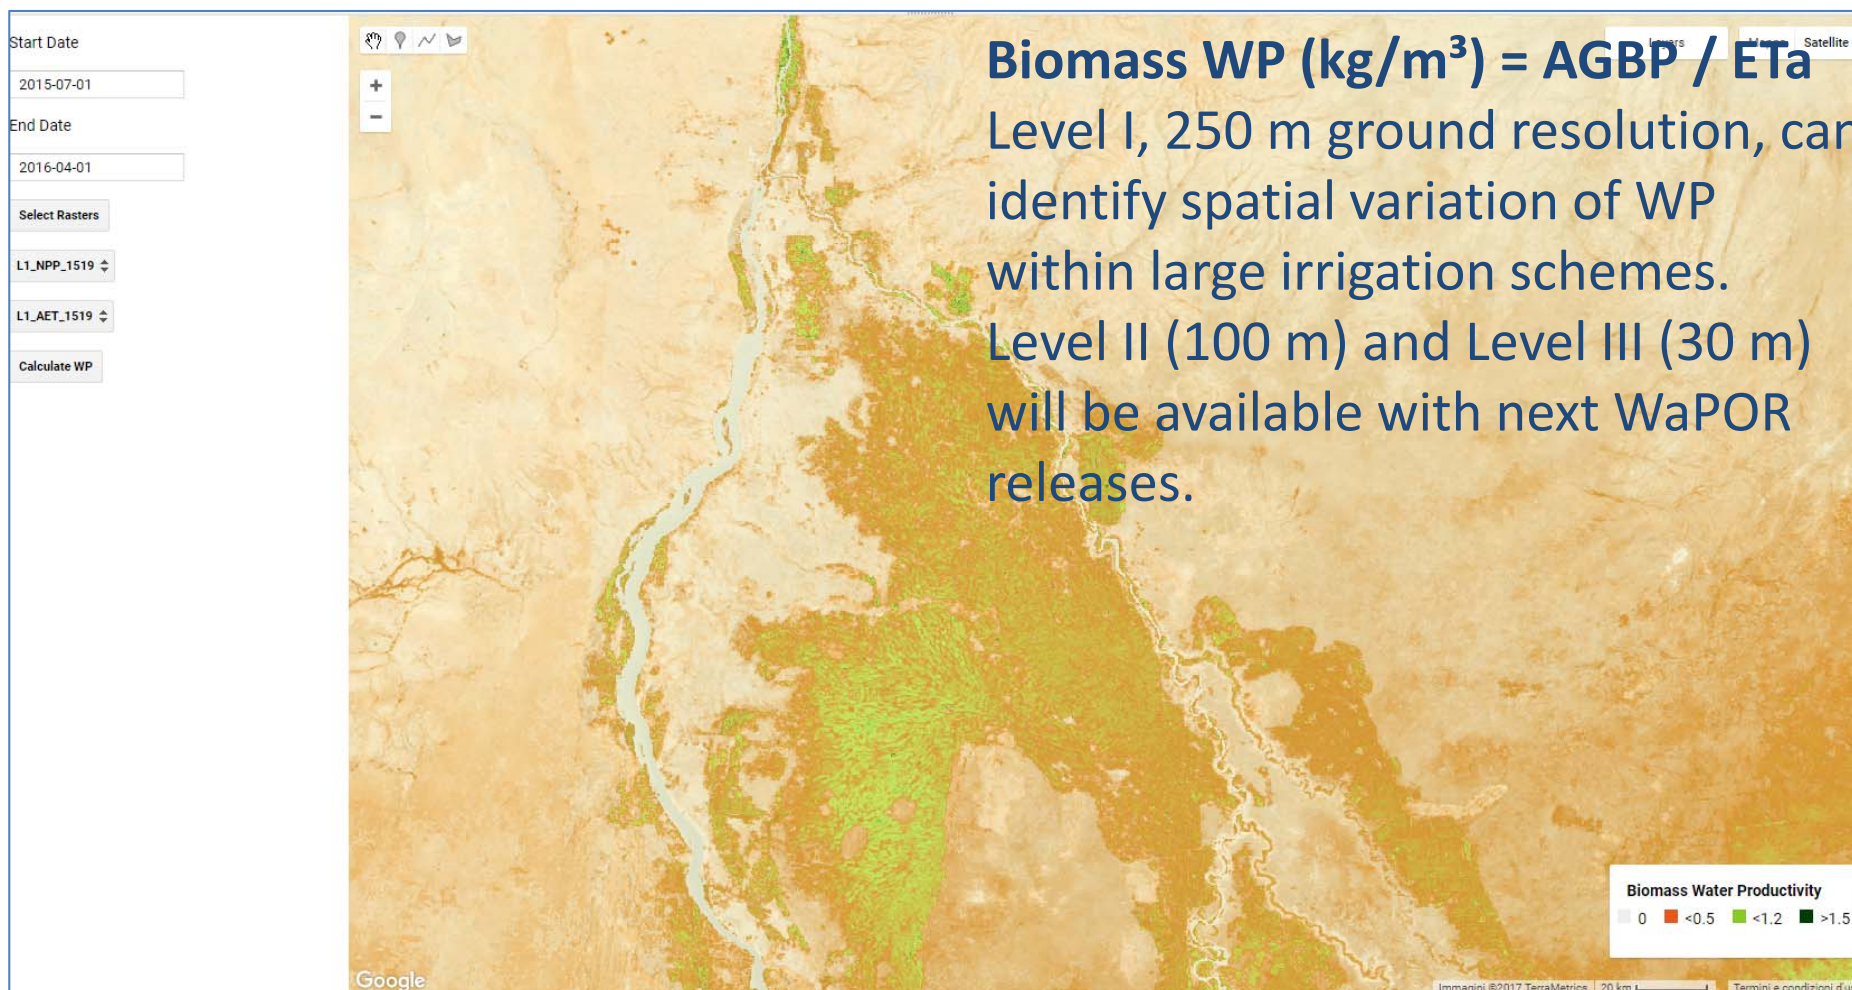 Start Date
2015-07-01
End Date
2016-04-01
Select Rasters
L1_NPP_1519
L1_AET_1519
Calculate WP
Layers
Satellite
Biomass WP (kg/m³) = AGBP / ETa
Level I, 250 m ground resolution, can
identify spatial variation of WP
within large irrigation schemes.
Level II (100 m) and Level III (30 m)
will be available with next WaPOR
releases.
Biomass Water Productivity
0 <0.5 <1.2 >1.5
Google
Immagini ©2017 TerraMetrics 20 km Termini e condizioni d'u